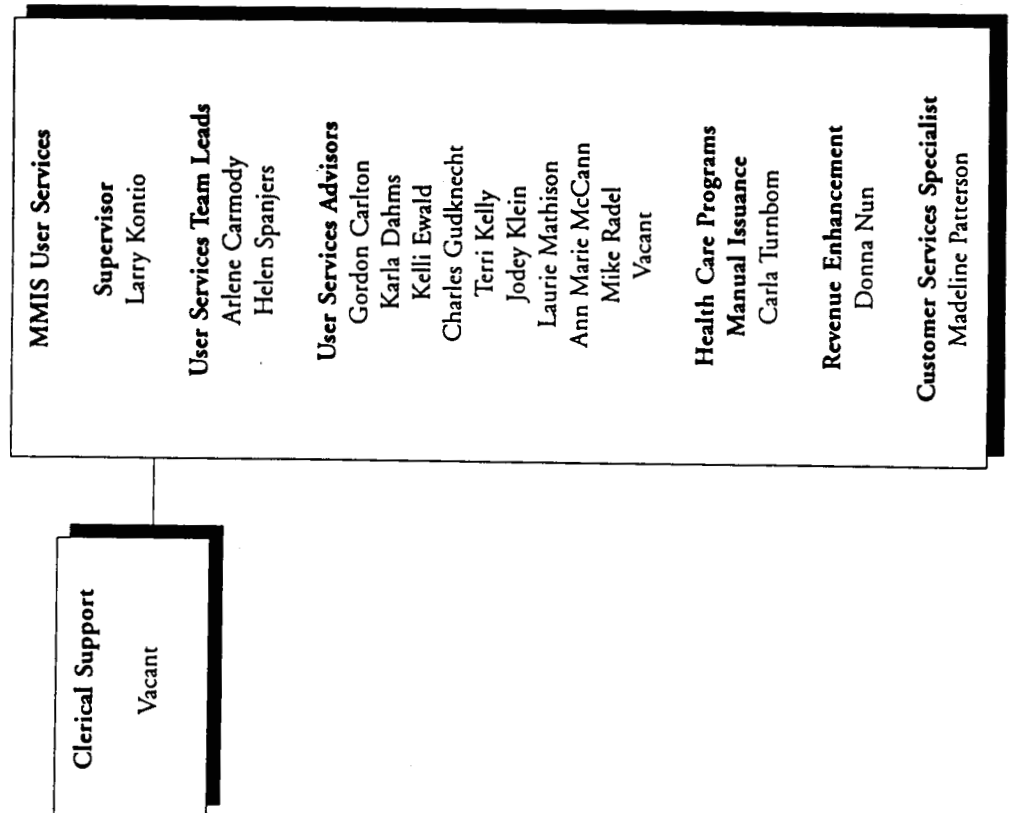 Clerical Support
Vacant
MMIS User Services
Supervisor
Larry Kontio
User Services Team Leads
Arlene Carmody
Helen Spanjers
User Services Advisors
Gordon Carlton
Karla Dahms
Kelli Ewald
Charles Gudknecht
Terri Kelly
Jodey Klein
Laurie Mathison
Ann Marie McCann
Mike Radel
Vacant
Health Care Programs
Manual Issuance
Carla Turnbom
Revenue Enhancement
Donna Nun
Customer Services Specialist
Madeline Patterson